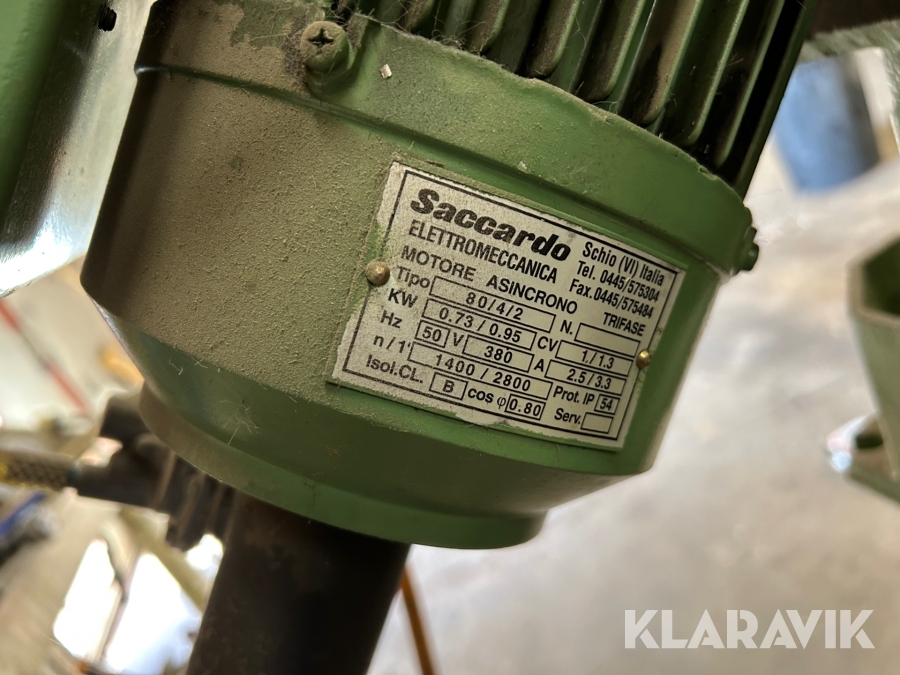 Saccardo
ELETTROMECCANICA
Schio (VI) Italia
Tel. 0445/575304
Fax. 0445/575484
MOTORE ASINCRONO TRIFASE
Tipo 80/4/2 N.
KW 0.73/0.95 CV 1/1.3
Hz 50 V 380 A 2.5/3.3
n/1' 1400/2800 Prot. IP 54
Isol.CL. B cos φ 0.80 Serv.
KLARAVIK